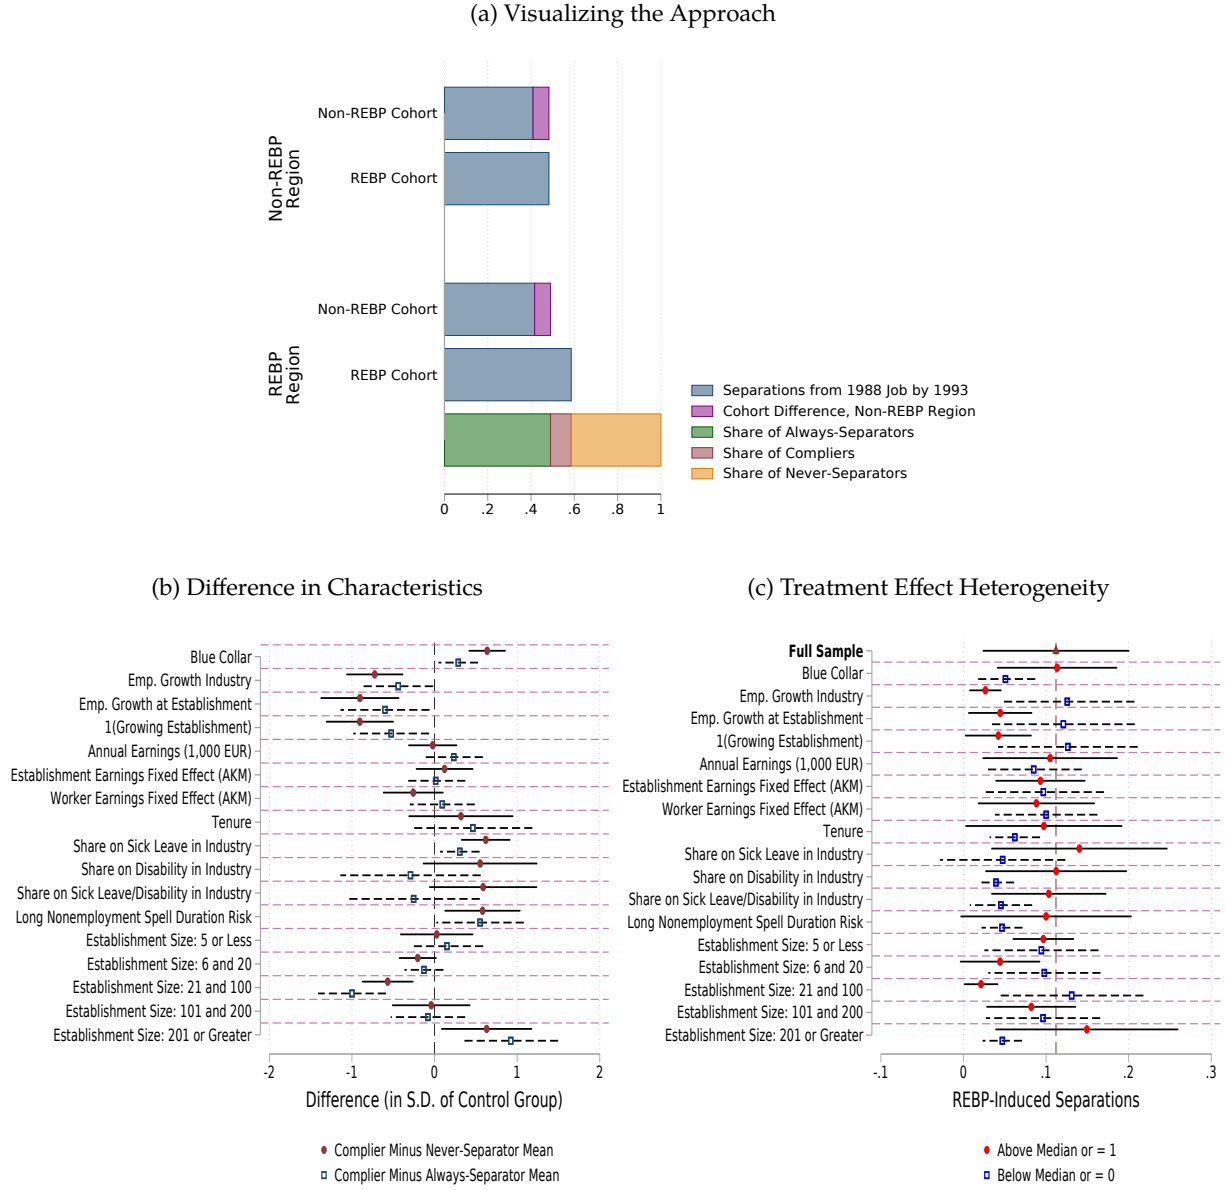 (a) Visualizing the Approach
Non-REBP
Region
Non-REBP Cohort
REBP Cohort
REBP
Region
Non-REBP Cohort
REBP Cohort
Separations from 1988 Job by 1993
Cohort Difference, Non-REBP Region
Share of Always-Separators
Share of Compliers
Share of Never-Separators
0 .2 .4 .6 .8 1
(b) Difference in Characteristics
Blue Collar
Emp. Growth Industry
Emp. Growth at Establishment
1(Growing Establishment)
Annual Earnings (1,000 EUR)
Establishment Earnings Fixed Effect (AKM)
Worker Earnings Fixed Effect (AKM)
Tenure
Share on Sick Leave in Industry
Share on Disability in Industry
Share on Sick Leave/Disability in Industry
Long Nonemployment Spell Duration Risk
Establishment Size: 5 or Less
Establishment Size: 6 and 20
Establishment Size: 21 and 100
Establishment Size: 101 and 200
Establishment Size: 201 or Greater
-2 -1 0 1 2
Difference (in S.D. of Control Group)
Complier Minus Never-Separator Mean
Complier Minus Always-Separator Mean
(c) Treatment Effect Heterogeneity
Full Sample
Blue Collar
Emp. Growth Industry
Emp. Growth at Establishment
1(Growing Establishment)
Annual Earnings (1,000 EUR)
Establishment Earnings Fixed Effect (AKM)
Worker Earnings Fixed Effect (AKM)
Tenure
Share on Sick Leave in Industry
Share on Disability in Industry
Share on Sick Leave/Disability in Industry
Long Nonemployment Spell Duration Risk
Establishment Size: 5 or Less
Establishment Size: 6 and 20
Establishment Size: 21 and 100
Establishment Size: 101 and 200
Establishment Size: 201 or Greater
-.1 0 .1 .2 .3
REBP-Induced Separations
Above Median or = 1
Below Median or = 0